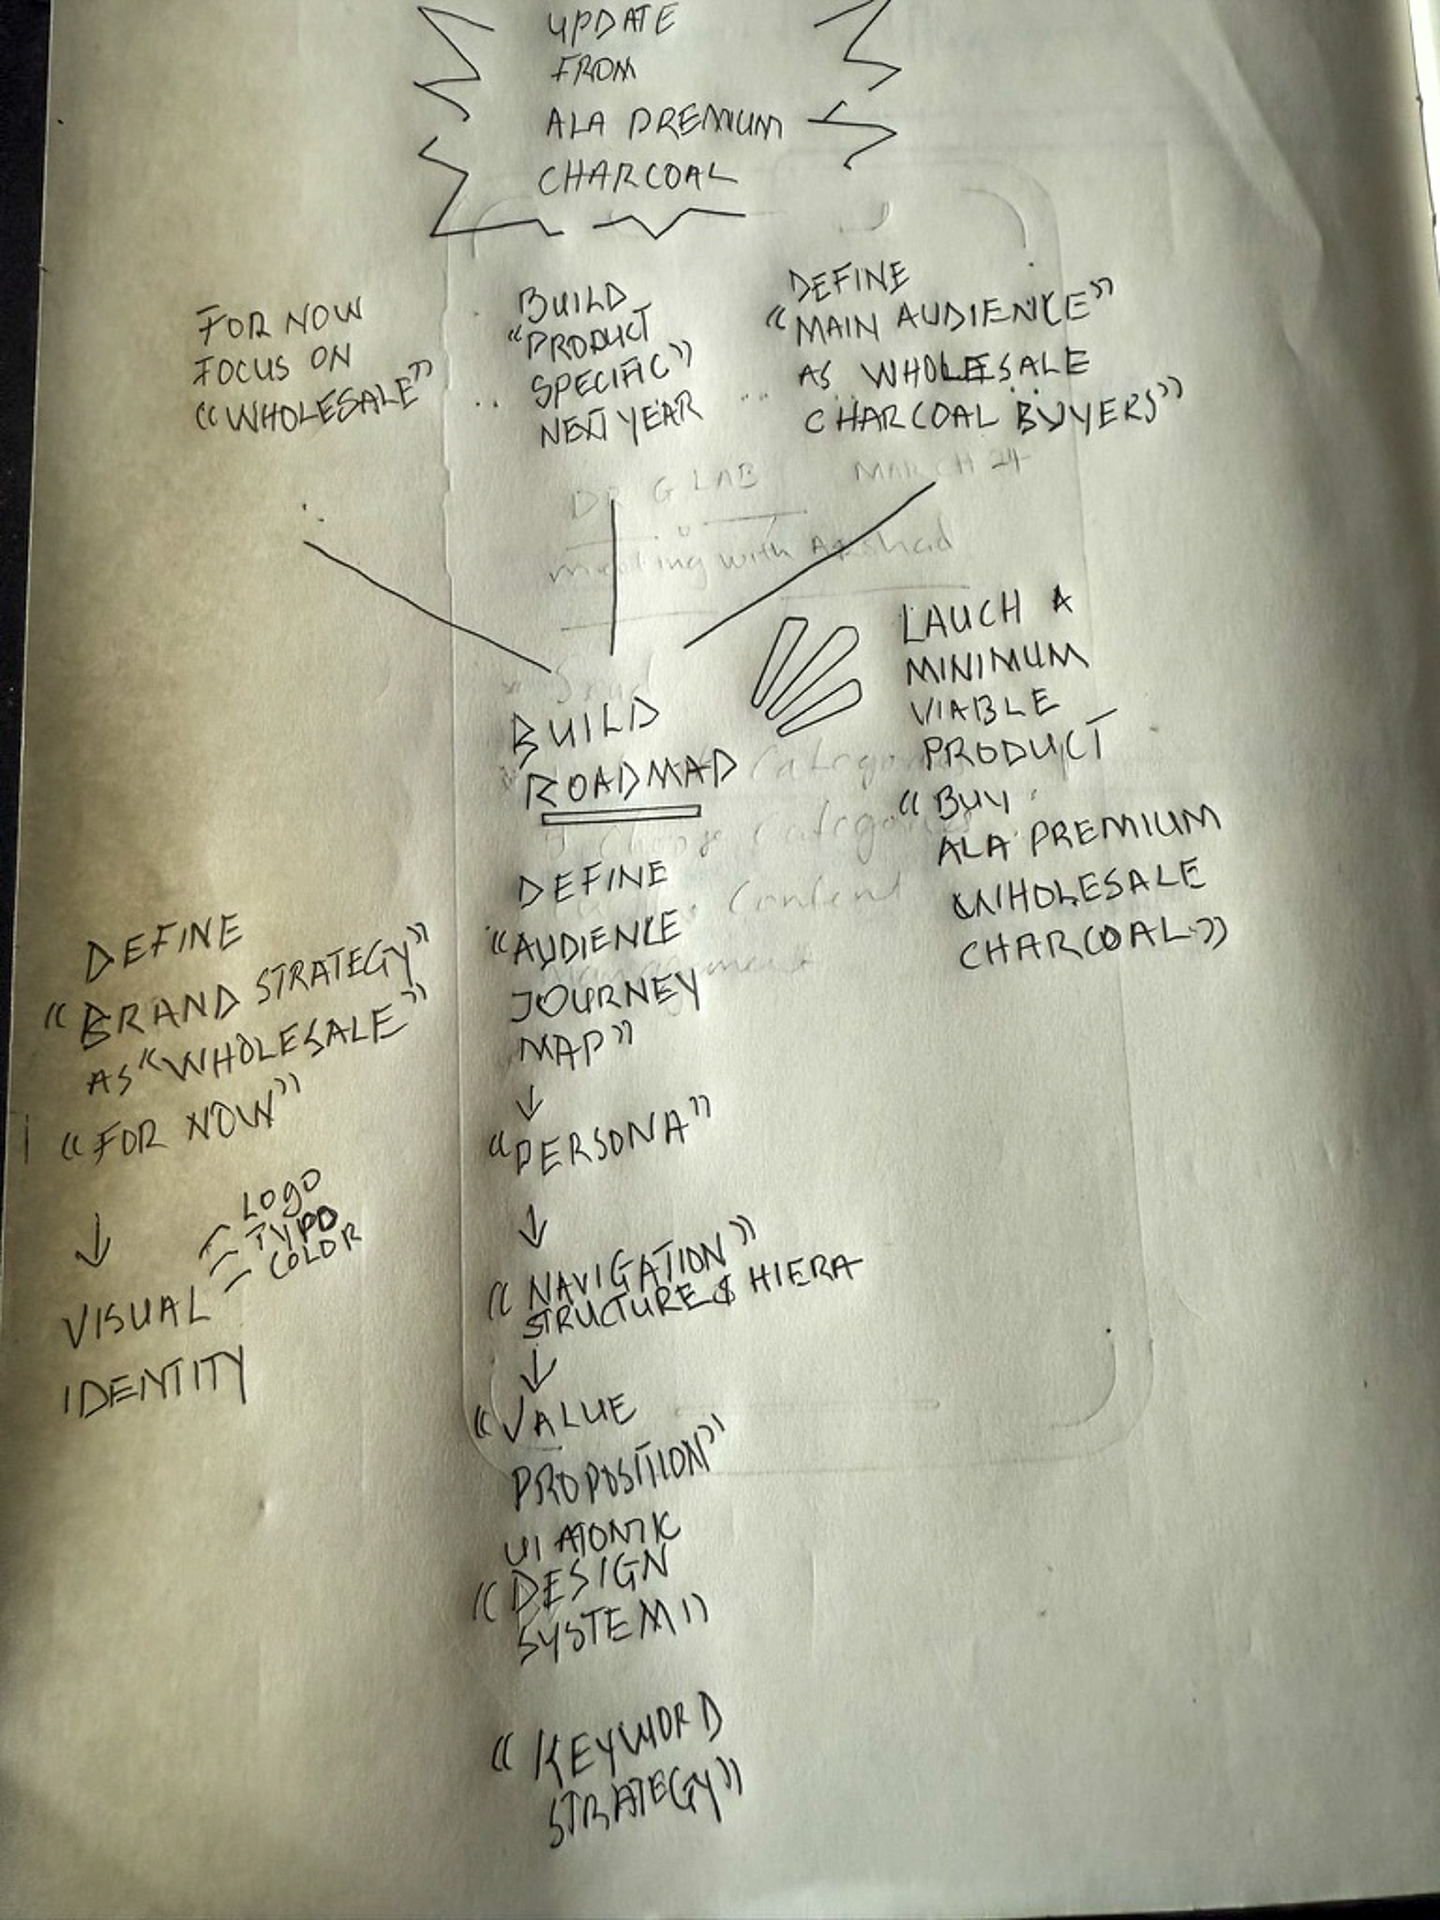 UPDATE
FROM
ALA PREMIUM
CHARCOAL
FOR NOW
FOCUS ON
"WHOLESALE"
BUILD
"PRODUCT
SPECIFIC"
NEXT YEAR
DEFINE
"MAIN AUDIENCE"
AS WHOLESALE
CHARCOAL BUYERS"
DR G LAB MARCH 24
meeting with Arshad
BUILD
ROADMAP
LAUCH A
MINIMUM
VIABLE
PRODUCT
"BUY
ALA PREMIUM
WHOLESALE
CHARCOAL"
DEFINE
"BRAND STRATEGY"
AS "WHOLESALE"
"FOR NOW"
LOGO
TYPO
COLOR
VISUAL
IDENTITY
DEFINE
"AUDIENCE
JOURNEY
MAP"
"PERSONA"
"NAVIGATION"
STRUCTURE & HIERA
"VALUE
PROPOSITION"
UI ATOMIC
"DESIGN
SYSTEM"
"KEYWORD
STRATEGY"
Content